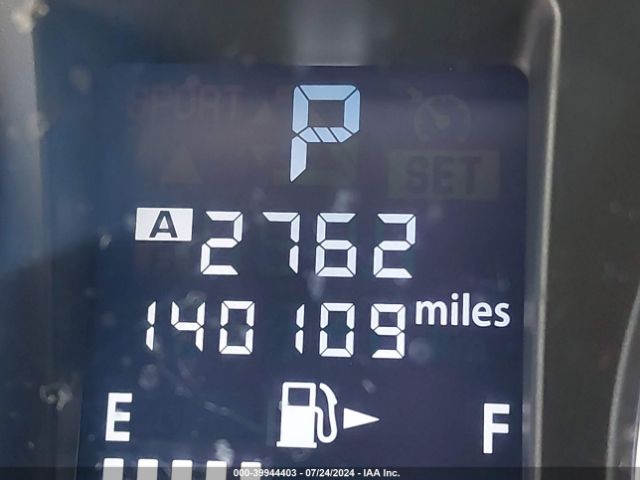 SPORT
P
SET
A 2762
140109 miles
E F
000-39944403 - 07/24/2024 - IAA Inc.